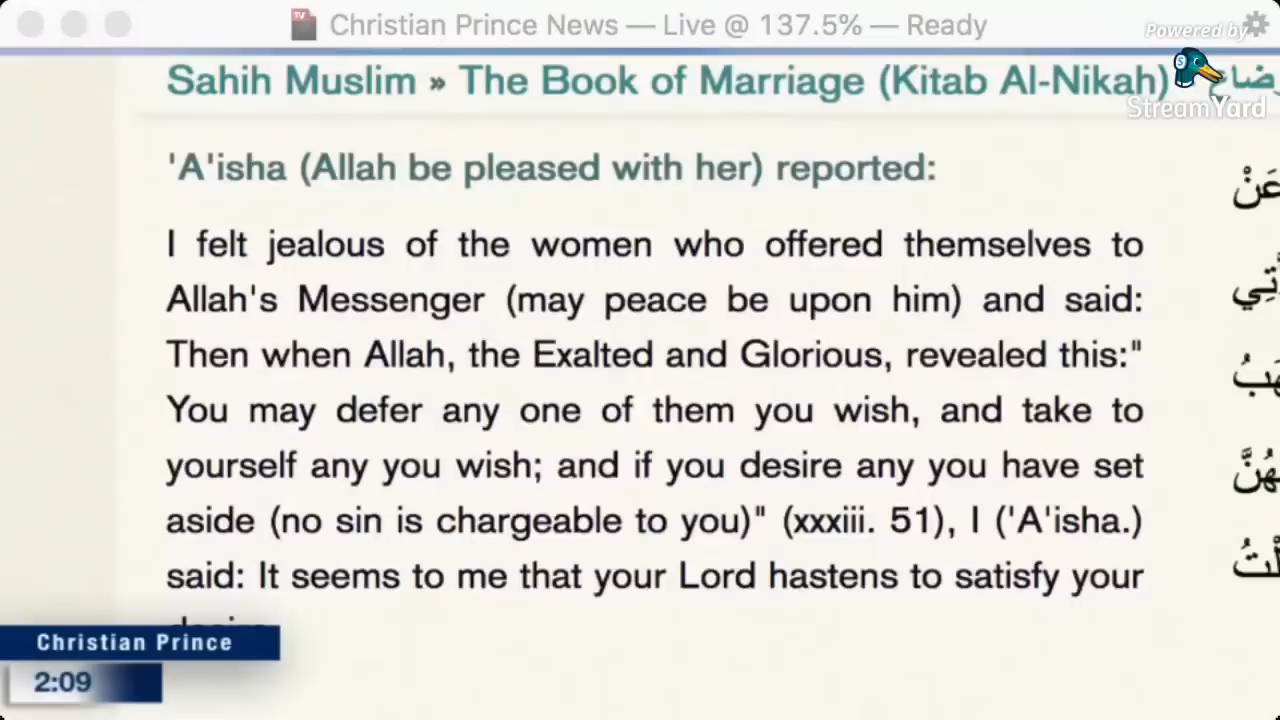 TV
Christian Prince News — Live @ 137.5% — Ready
Powered by
StreamYard
Sahih Muslim » The Book of Marriage (Kitab Al-Nikah)
'A'isha (Allah be pleased with her) reported:
I felt jealous of the women who offered themselves to
Allah's Messenger (may peace be upon him) and said:
Then when Allah, the Exalted and Glorious, revealed this:"
You may defer any one of them you wish, and take to
yourself any you wish; and if you desire any you have set
aside (no sin is chargeable to you)" (xxxiii. 51), I ('A'isha.)
said: It seems to me that your Lord hastens to satisfy your
عَنْ
Christian Prince
2:09